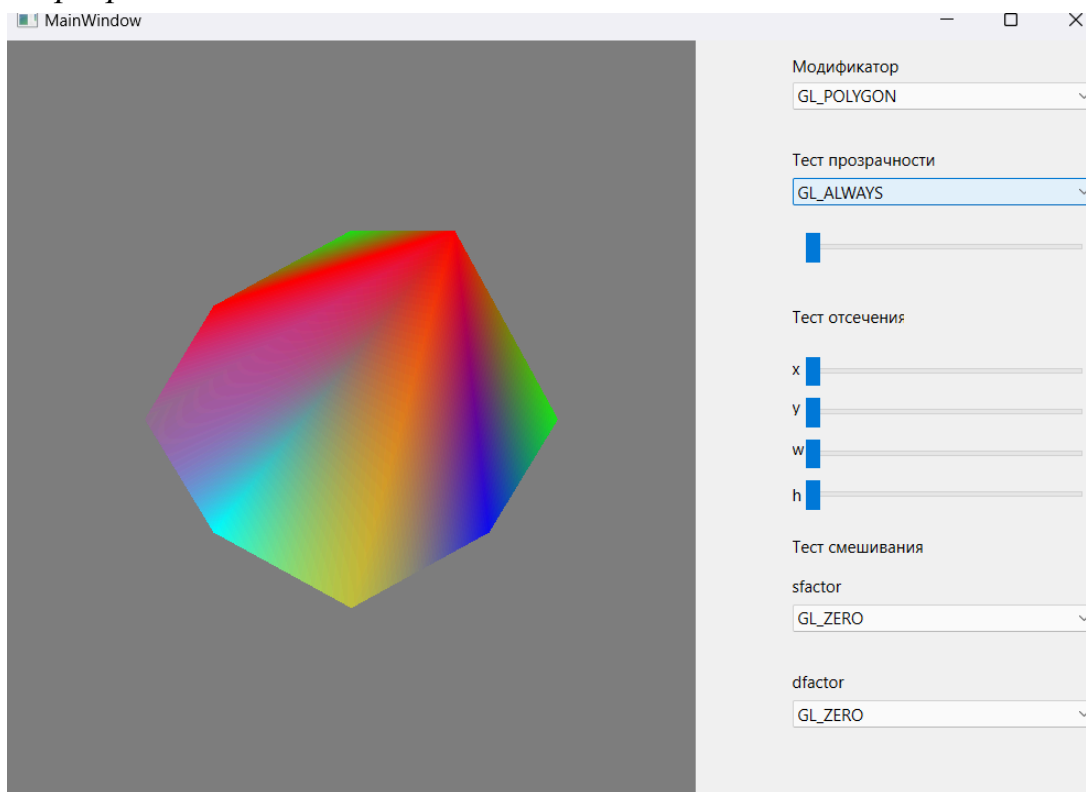 MainWindow
Модификатор
GL_POLYGON
Тест прозрачности
GL_ALWAYS
Тест отсечения
x
y
w
h
Тест смешивания
sfactor
GL_ZERO
dfactor
GL_ZERO